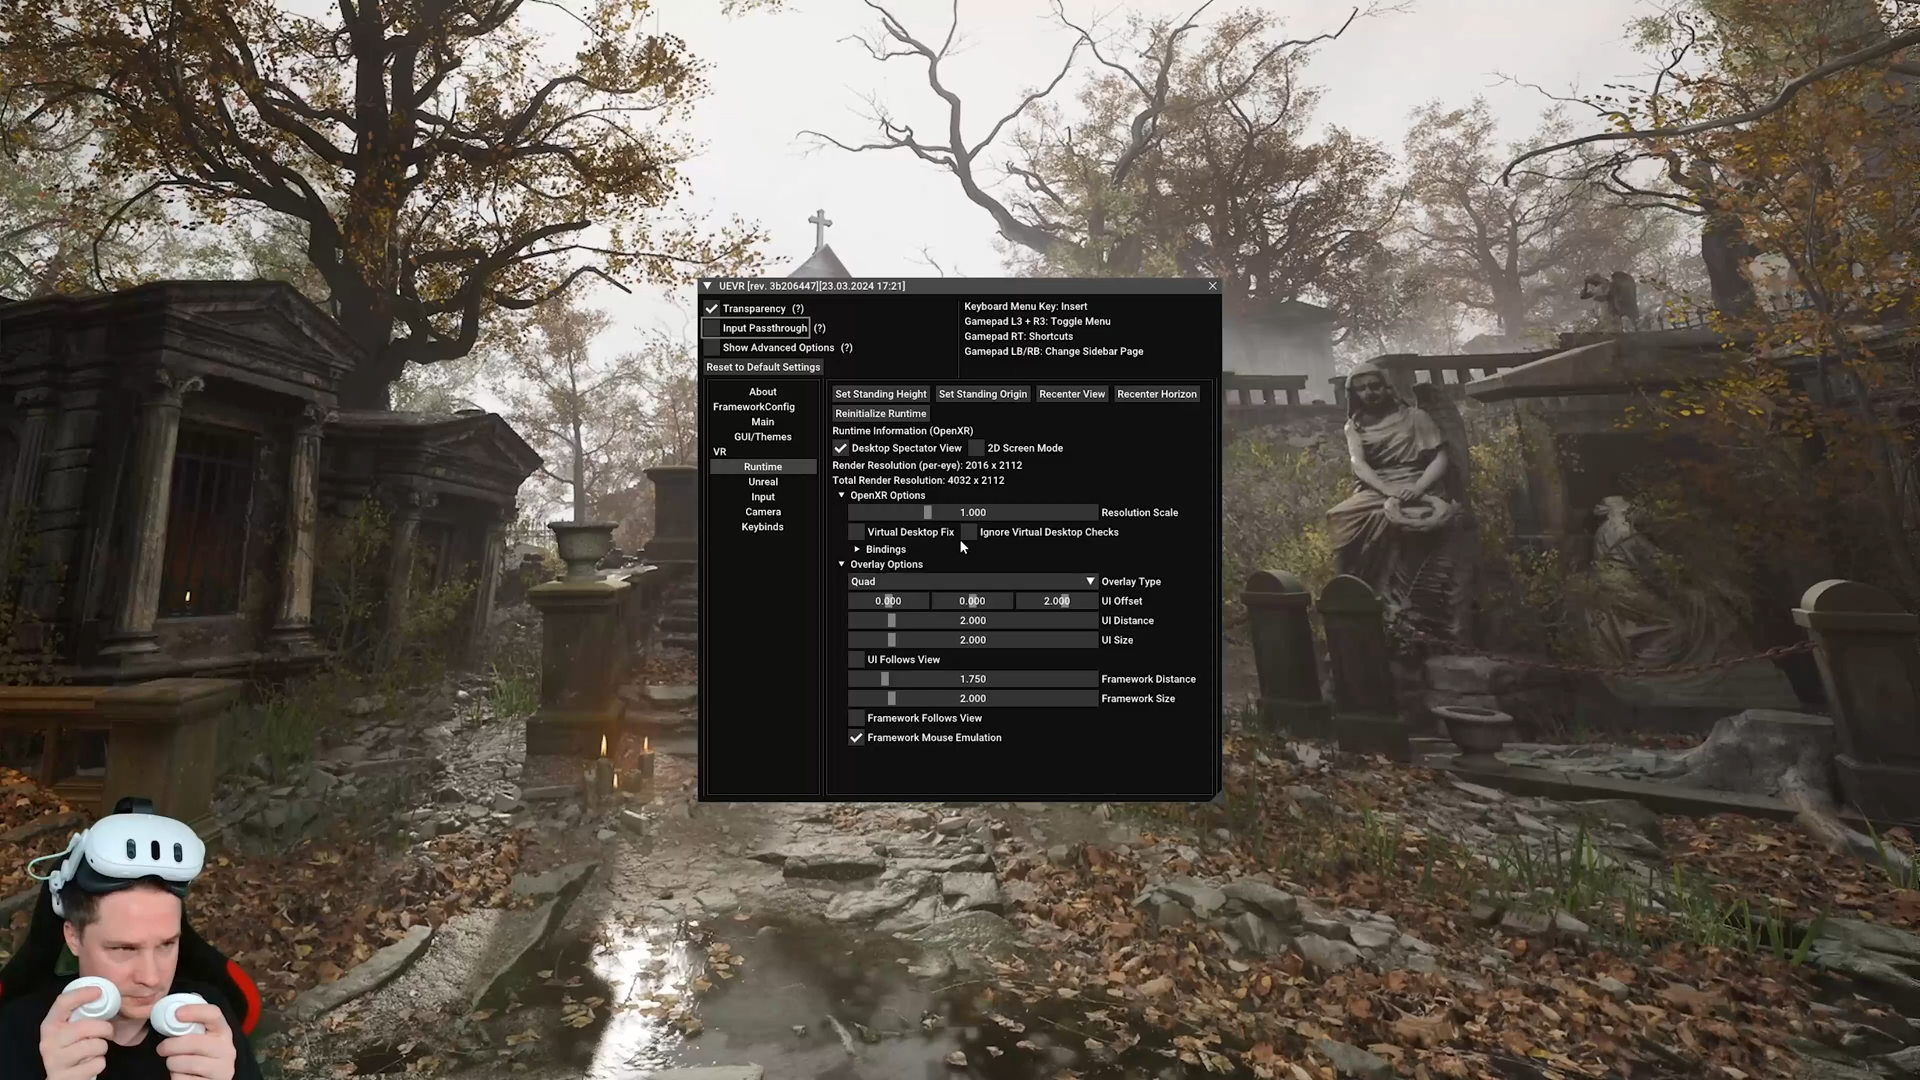 UEVR [rev. 3b206447][23.03.2024 17:21]
Transparency (?)
Input Passthrough (?)
Show Advanced Options (?)
Reset to Default Settings
Keyboard Menu Key: Insert
Gamepad L3 + R3: Toggle Menu
Gamepad RT: Shortcuts
Gamepad LB/RB: Change Sidebar Page
About
FrameworkConfig
Main
GUI/Themes
VR
Runtime
Unreal
Input
Camera
Keybinds
Set Standing Height Set Standing Origin Recenter View Recenter Horizon
Reinitialize Runtime
Runtime Information (OpenXR)
Desktop Spectator View 2D Screen Mode
Render Resolution (per-eye): 2016 x 2112
Total Render Resolution: 4032 x 2112
OpenXR Options
1.000 Resolution Scale
Virtual Desktop Fix Ignore Virtual Desktop Checks
Bindings
Overlay Options
Quad Overlay Type
0.000 0.000 2.000 UI Offset
2.000 UI Distance
2.000 UI Size
UI Follows View
1.750 Framework Distance
2.000 Framework Size
Framework Follows View
Framework Mouse Emulation